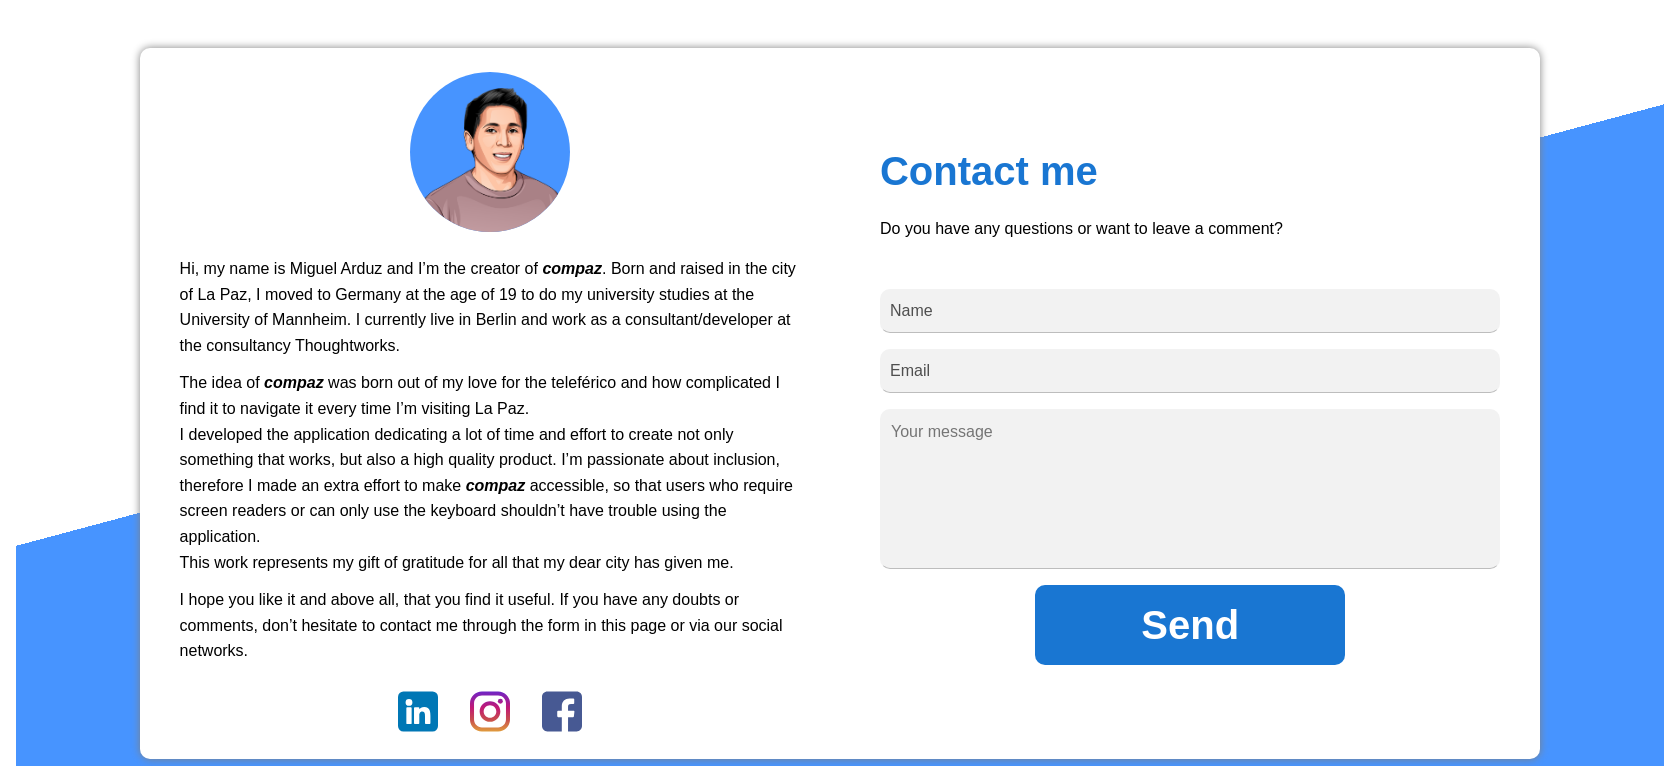 Hi, my name is Miguel Arduz and I’m the creator of compaz. Born and raised in the city
of La Paz, I moved to Germany at the age of 19 to do my university studies at the
University of Mannheim. I currently live in Berlin and work as a consultant/developer at
the consultancy Thoughtworks.
The idea of compaz was born out of my love for the teleférico and how complicated I
find it to navigate it every time I’m visiting La Paz.
I developed the application dedicating a lot of time and effort to create not only
something that works, but also a high quality product. I’m passionate about inclusion,
therefore I made an extra effort to make compaz accessible, so that users who require
screen readers or can only use the keyboard shouldn’t have trouble using the
application.
This work represents my gift of gratitude for all that my dear city has given me.
I hope you like it and above all, that you find it useful. If you have any doubts or
comments, don’t hesitate to contact me through the form in this page or via our social
networks.
in
Contact me
Do you have any questions or want to leave a comment?
Name
Email
Your message
Send